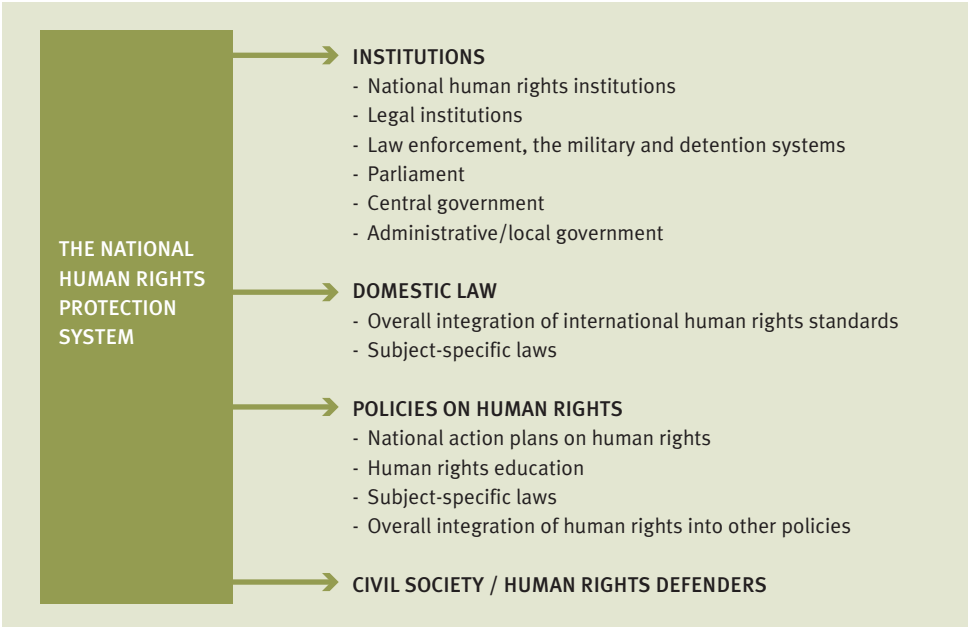 THE NATIONAL
HUMAN RIGHTS
PROTECTION
SYSTEM
INSTITUTIONS
- National human rights institutions
- Legal institutions
- Law enforcement, the military and detention systems
- Parliament
- Central government
- Administrative/local government
DOMESTIC LAW
- Overall integration of international human rights standards
- Subject-specific laws
POLICIES ON HUMAN RIGHTS
- National action plans on human rights
- Human rights education
- Subject-specific laws
- Overall integration of human rights into other policies
CIVIL SOCIETY / HUMAN RIGHTS DEFENDERS